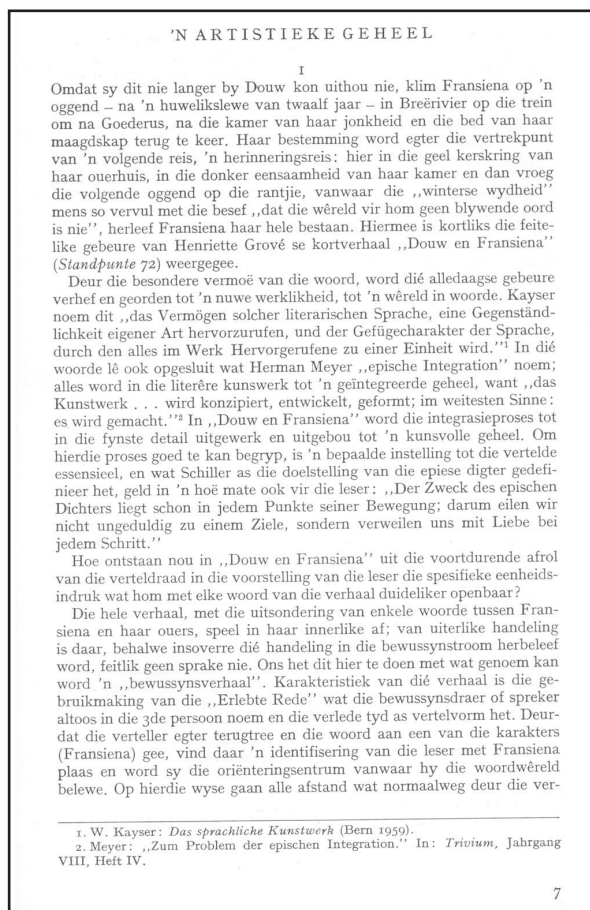 'N ARTISTIEKE GEHEEL
I
Omdat sy dit nie langer by Douw kon uithou nie, klim Fransiena op 'n
oggend – na 'n huwelikslewe van twaalf jaar – in Breërivier op die trein
om na Goederus, na die kamer van haar jonkheid en die bed van haar
maagdskap terug te keer. Haar bestemming word egter die vertrekpunt
van 'n volgende reis, 'n herinneringsreis: hier in die geel kerskring van
haar ouerhuis, in die donker eensaamheid van haar kamer en dan vroeg
die volgende oggend op die rantjie, vanwaar die ,,winterse wydheid''
mens so vervul met die besef ,,dat die wêreld vir hom geen blywende oord
is nie'', herleef Fransiena haar hele bestaan. Hiermee is kortliks die feite-
like gebeure van Henriette Grové se kortverhaal ,,Douw en Fransiena''
(Standpunte 72) weergegee.
Deur die besondere vermoë van die woord, word dié alledaagse gebeure
verhef en georden tot 'n nuwe werklikheid, tot 'n wêreld in woorde. Kayser
noem dit ,,das Vermögen solcher literarischen Sprache, eine Gegenständ-
lichkeit eigener Art hervorzurufen, und der Gefügecharakter der Sprache,
durch den alles im Werk Hervorgerufene zu einer Einheit wird.''¹ In dié
woorde lê ook opgesluit wat Herman Meyer ,,epische Integration'' noem;
alles word in die literêre kunswerk tot 'n geïntegreerde geheel, want ,,das
Kunstwerk . . . wird konzipiert, entwickelt, geformt; im weitesten Sinne:
es wird gemacht.''² In ,,Douw en Fransiena'' word die integrasieproses tot
in die fynste detail uitgewerk en uitgebou tot 'n kunsvolle geheel. Om
hierdie proses goed te kan begryp, is 'n bepaalde instelling tot die vertelde
essensieel, en wat Schiller as die doelstelling van die epiese digter gedefi-
nieer het, geld in 'n hoë mate ook vir die leser: ,,Der Zweck des epischen
Dichters liegt schon in jedem Punkte seiner Bewegung; darum eilen wir
nicht ungeduldig zu einem Ziele, sondern verweilen uns mit Liebe bei
jedem Schritt.''
Hoe ontstaan nou in ,,Douw en Fransiena'' uit die voortdurende afrol
van die verteldraad in die voorstelling van die leser die spesifieke eenheids-
indruk wat hom met elke woord van die verhaal duideliker openbaar?
Die hele verhaal, met die uitsondering van enkele woorde tussen Fran-
siena en haar ouers, speel in haar innerlike af; van uiterlike handeling
is daar, behalwe insoverre dié handeling in die bewussynstroom herbeleef
word, feitlik geen sprake nie. Ons het dit hier te doen met wat genoem kan
word 'n ,,bewussynsverhaal''. Karakteristiek van dié verhaal is die ge-
bruikmaking van die ,,Erlebte Rede'' wat die bewussynsdraer of spreker
altoos in die 3de persoon noem en die verlede tyd as vertelvorm het. Deur-
dat die verteller egter terugtree en die woord aan een van die karakters
(Fransiena) gee, vind daar 'n identifisering van die leser met Fransiena
plaas en word sy die oriënteringsentrum vanwaar hy die woordwêreld
belewe. Op hierdie wyse gaan alle afstand wat normaalweg deur die ver-
1. W. Kayser: Das sprachliche Kunstwerk (Bern 1959).
2. Meyer: ,,Zum Problem der epischen Integration.'' In: Trivium, Jahrgang
VIII, Heft IV.
7